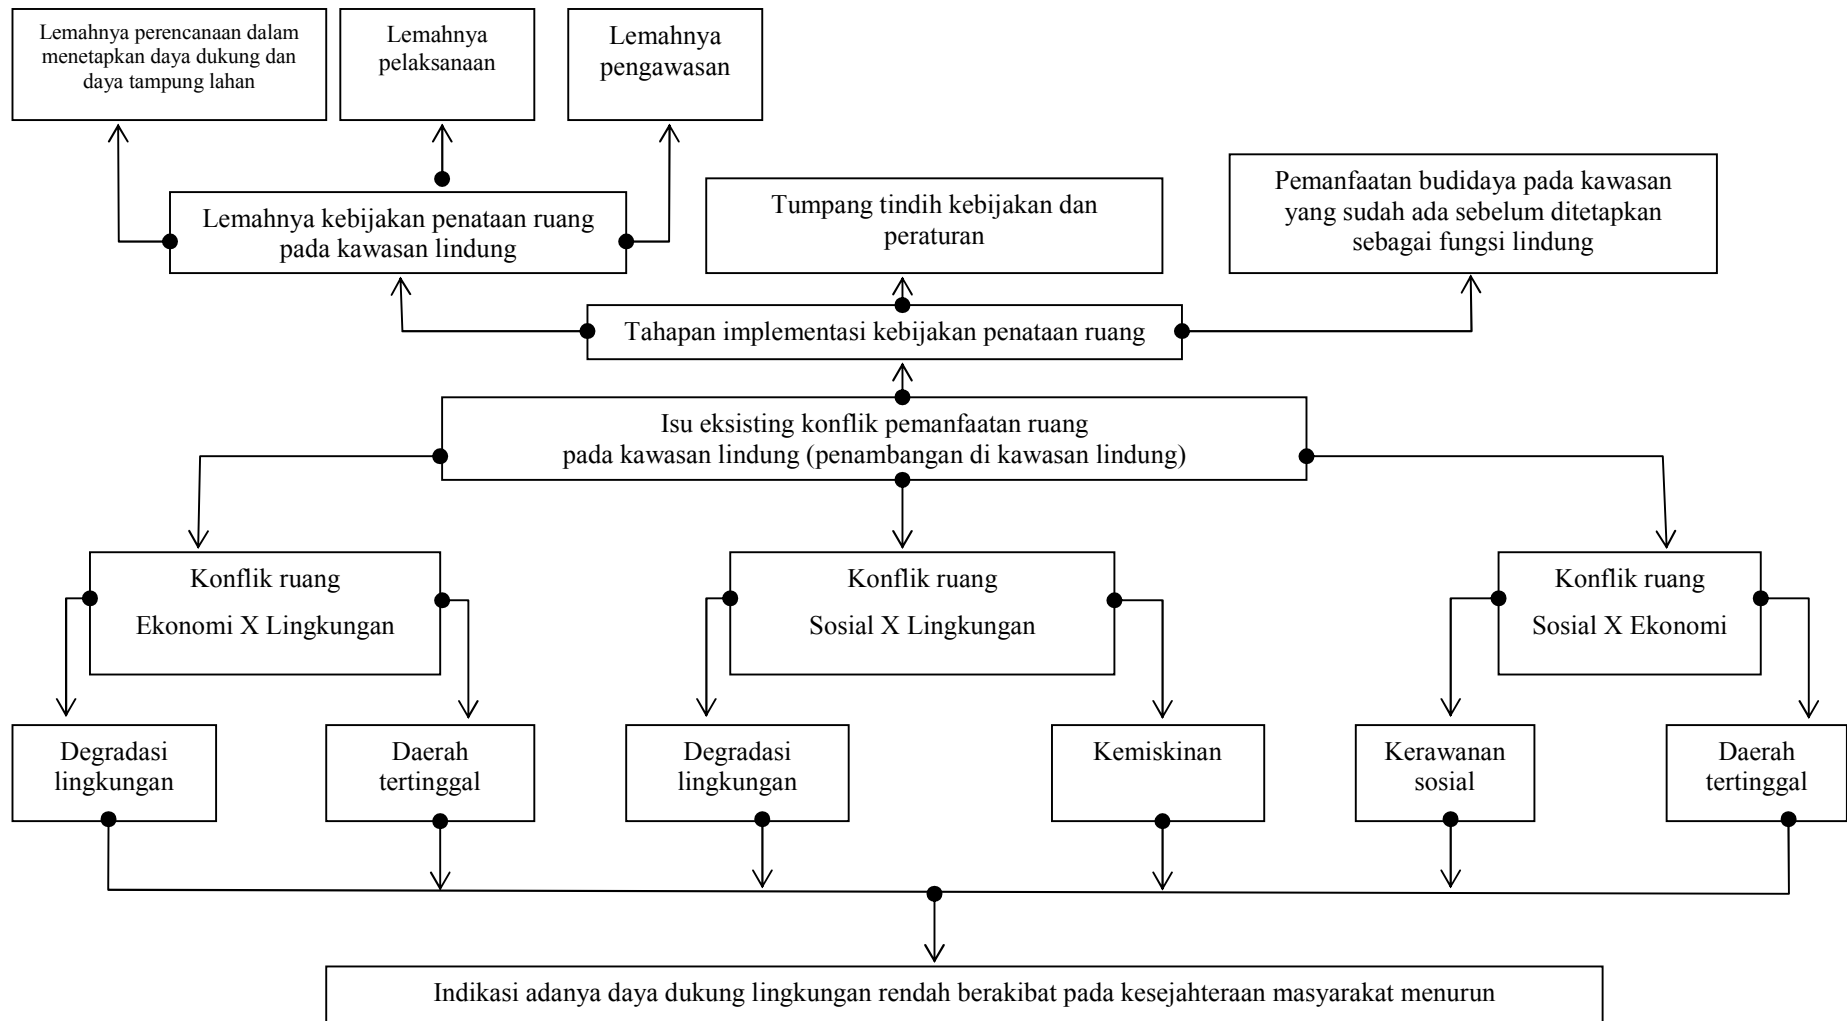 Lemahnya perencanaan dalam
menetapkan daya dukung dan
daya tampung lahan
Lemahnya
pelaksanaan
Lemahnya
pengawasan
Lemahnya kebijakan penataan ruang
pada kawasan lindung
Tumpang tindih kebijakan dan
peraturan
Pemanfaatan budidaya pada kawasan
yang sudah ada sebelum ditetapkan
sebagai fungsi lindung
Tahapan implementasi kebijakan penataan ruang
Isu eksisting konflik pemanfaatan ruang
pada kawasan lindung (penambangan di kawasan lindung)
Konflik ruang
Ekonomi X Lingkungan
Konflik ruang
Sosial X Lingkungan
Konflik ruang
Sosial X Ekonomi
Degradasi
lingkungan
Daerah
tertinggal
Degradasi
lingkungan
Kemiskinan
Kerawanan
sosial
Daerah
tertinggal
Indikasi adanya daya dukung lingkungan rendah berakibat pada kesejahteraan masyarakat menurun